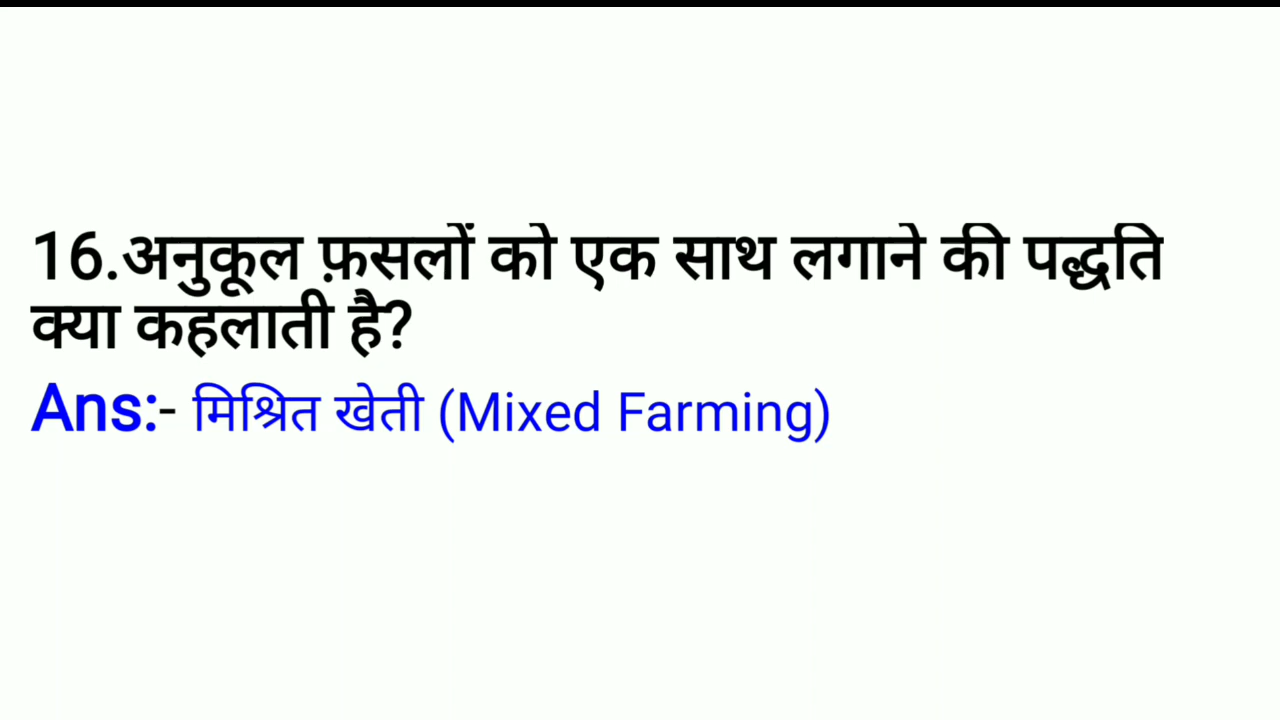 16.अनुकूल फ़सलों को एक साथ लगाने की पद्धति
क्या कहलाती है?
Ans:- मिश्रित खेती (Mixed Farming)